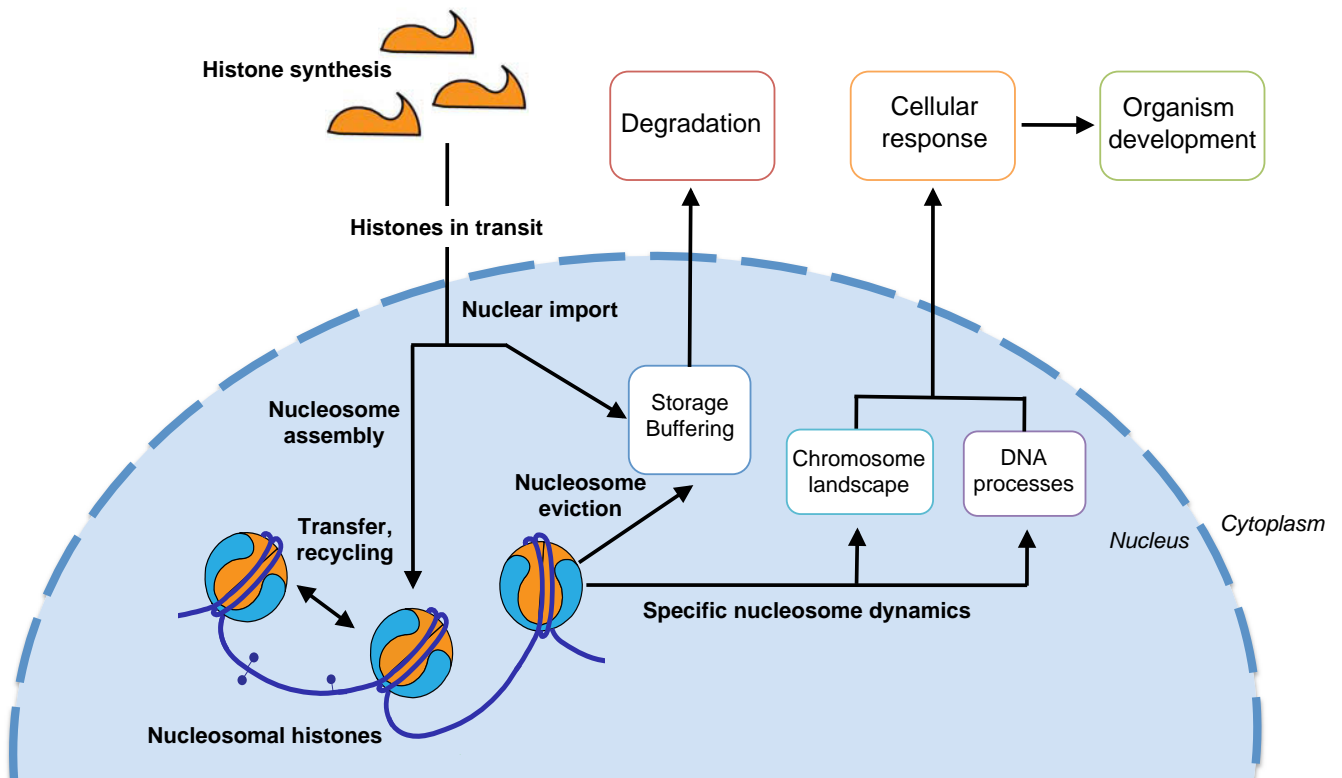 Histone synthesis
Degradation
Cellular
response
Organism
development
Histones in transit
Nuclear import
Nucleosome
assembly
Storage
Buffering
Chromosome
landscape
DNA
processes
Nucleosome
eviction
Transfer,
recycling
Nucleus
Cytoplasm
Specific nucleosome dynamics
Nucleosomal histones